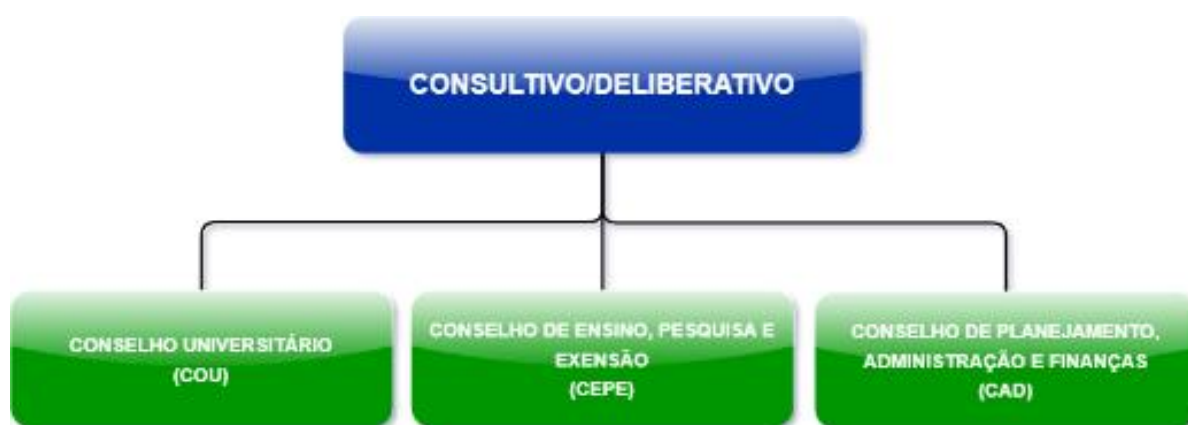 CONSULTIVO/DELIBERATIVO
CONSELHO UNIVERSITÁRIO
(COU)
CONSELHO DE ENSINO, PESQUISA E
EXENSÃO
(CEPE)
CONSELHO DE PLANEJAMENTO,
ADMINISTRAÇÃO E FINANÇAS
(CAD)